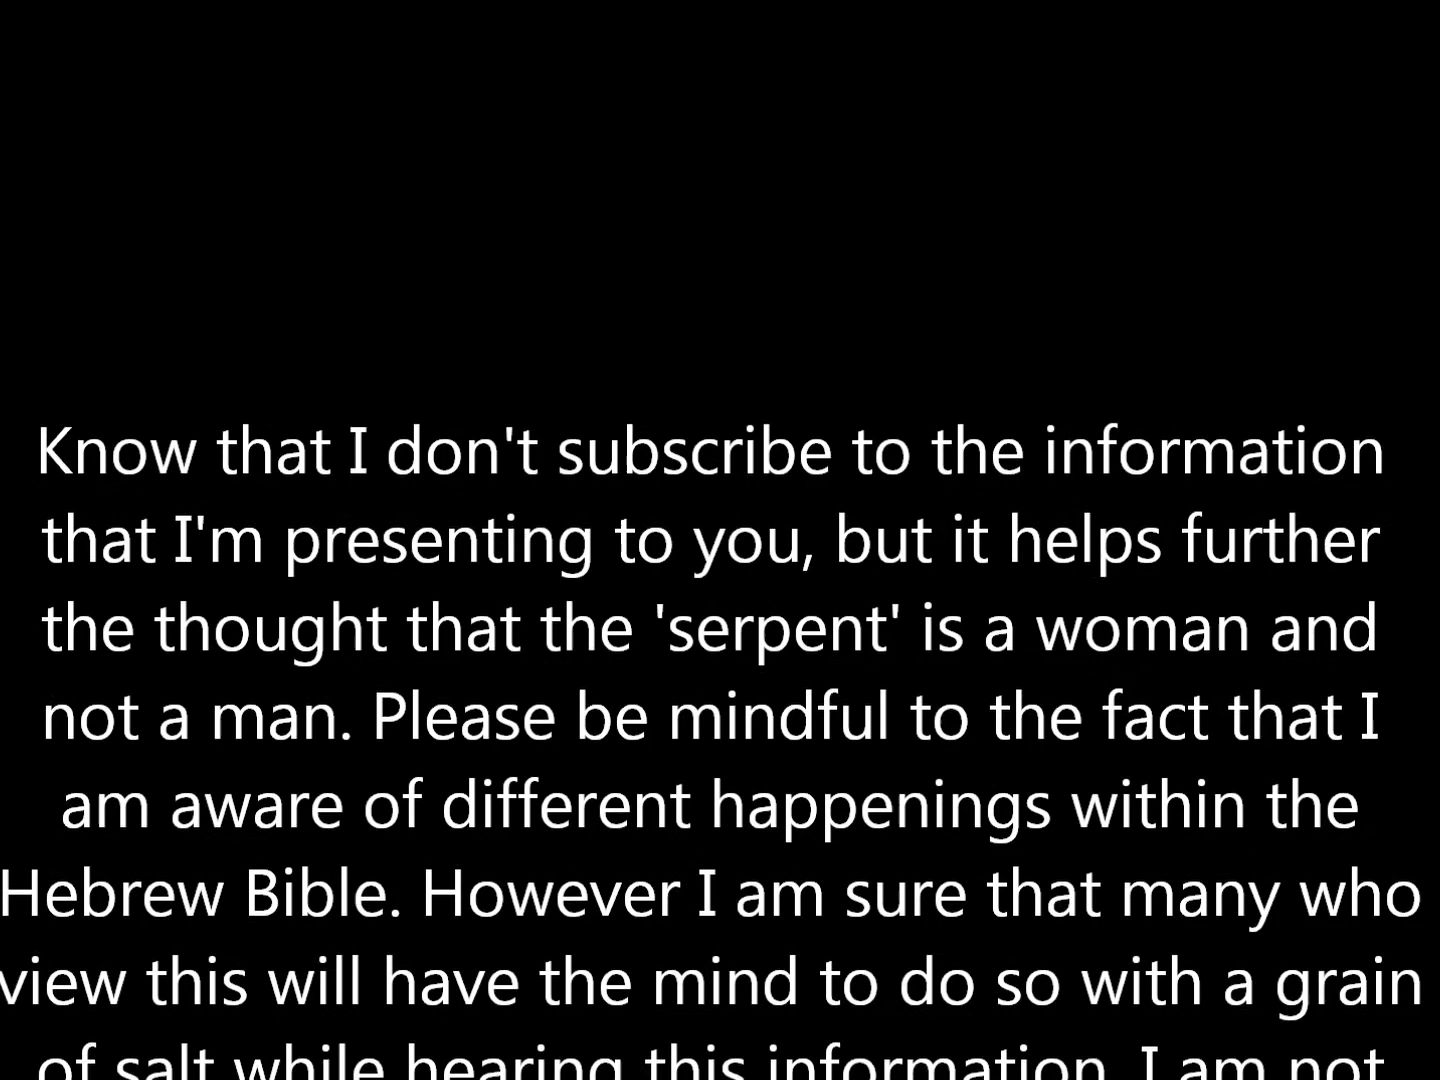 Know that I don't subscribe to the information
that I'm presenting to you, but it helps further
the thought that the 'serpent' is a woman and
not a man. Please be mindful to the fact that I
am aware of different happenings within the
Hebrew Bible. However I am sure that many who
view this will have the mind to do so with a grain
of salt while hearing this information. I am not